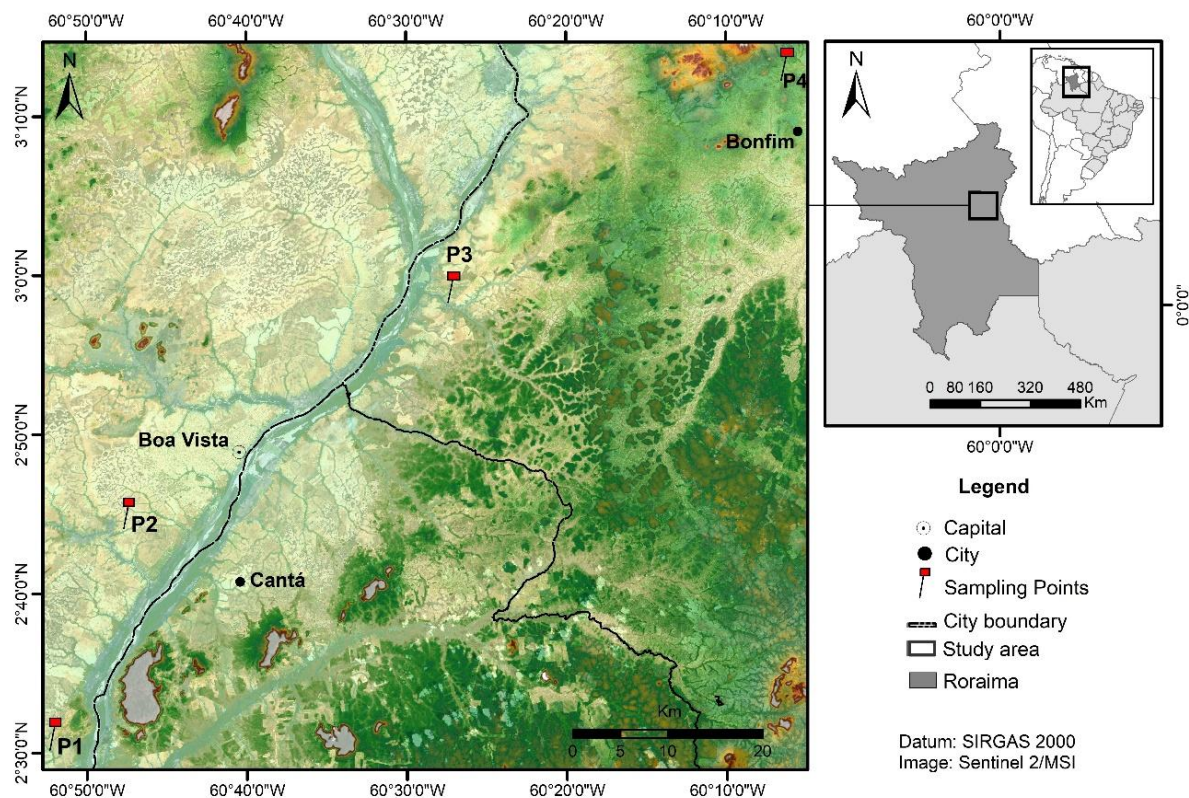 60°50'0"W 60°40'0"W 60°30'0"W 60°20'0"W 60°10'0"W
60°0'0"W
N
P4
N
3°10'0"N
Bonfim
P3
3°0'0"N
0°0'0"
2°50'0"N
Boa Vista
0 80 160 320 480
Km
60°0'0"W
P2
Legend
Capital
City
2°40'0"N
Cantá
Sampling Points
City boundary
Study area
Roraima
Km
P1
0 5 10 20
2°30'0"N
Datum: SIRGAS 2000
Image: Sentinel 2/MSI
60°50'0"W 60°40'0"W 60°30'0"W 60°20'0"W 60°10'0"W